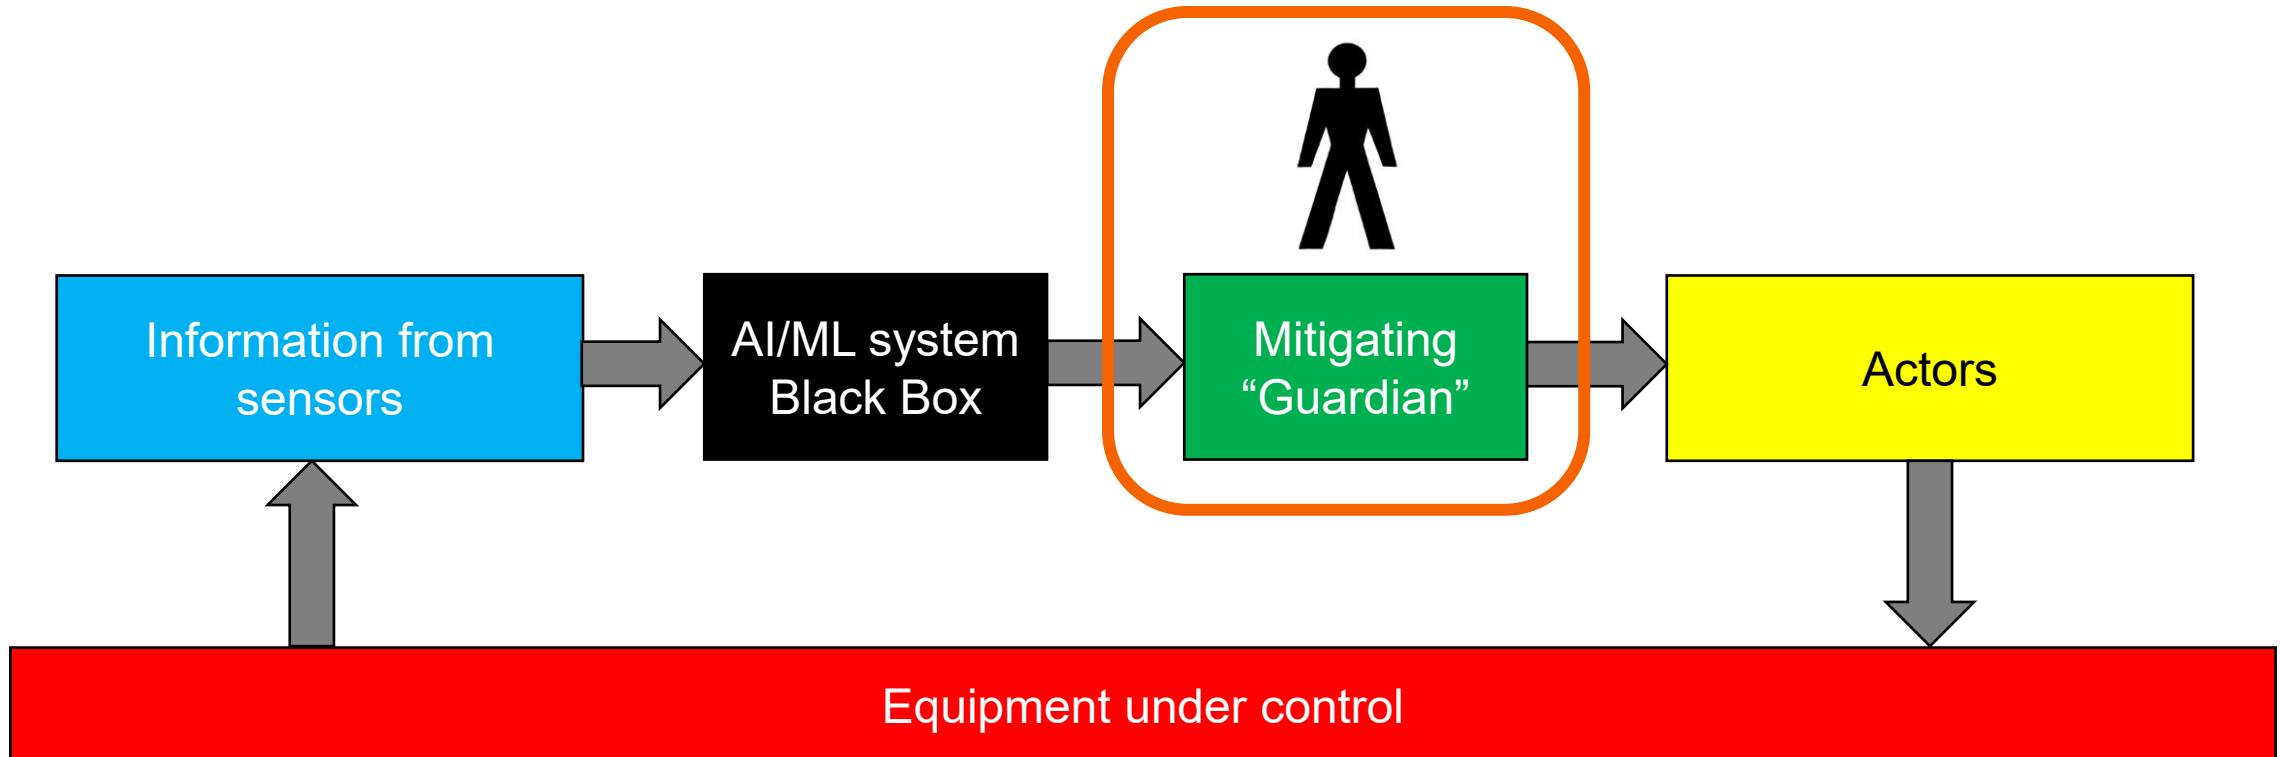 Information from
sensors
AI/ML system
Black Box
Mitigating
“Guardian”
Actors
Equipment under control